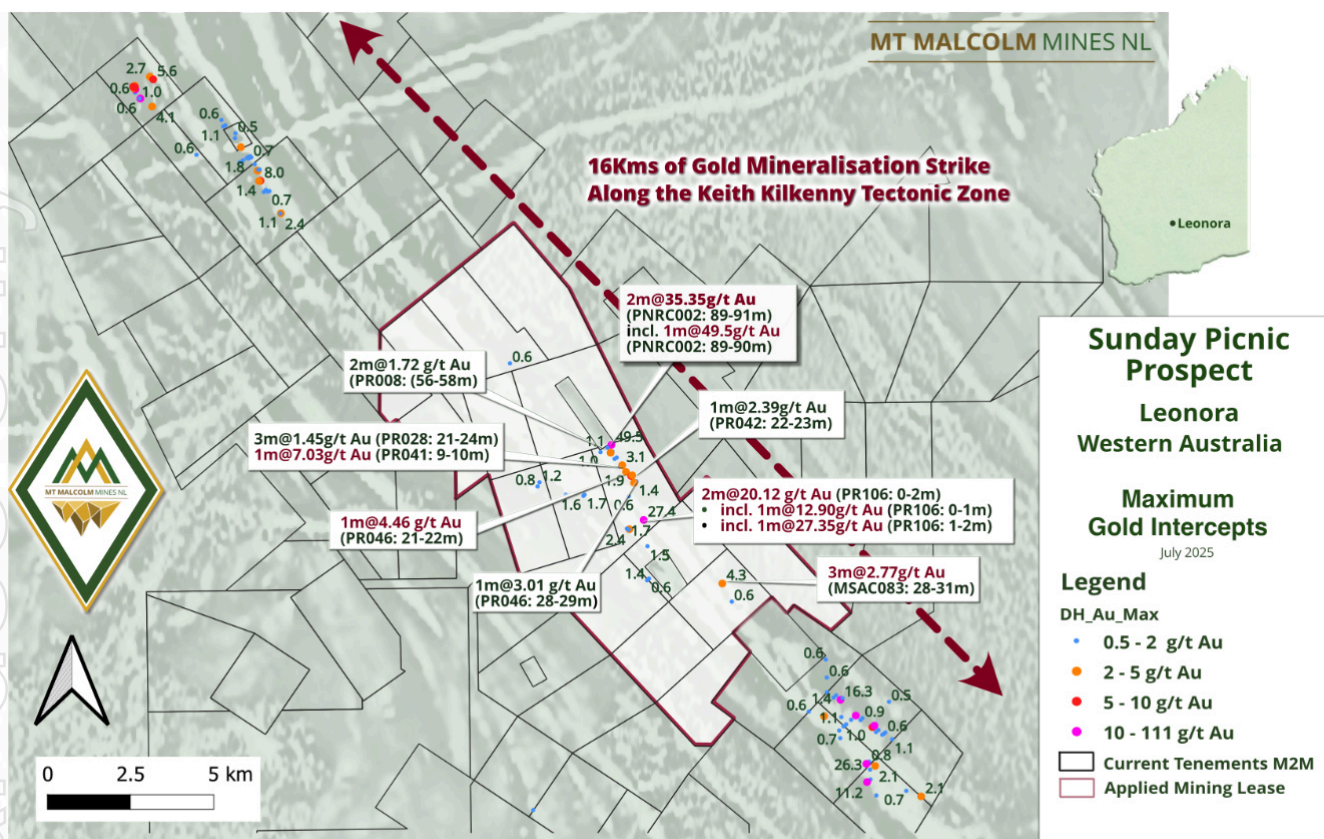 MT MALCOLM MINES NL
16Kms of Gold Mineralisation Strike
Along the Keith Kilkenny Tectonic Zone
Leonora
2.7
5.6
0.6
1.0
0.6
4.1
0.6
1.1
0.5
0.6
0.7
1.8
8.0
1.4
0.7
1.1
2.4
2m@35.35g/t Au
(PNRC002: 89-91m)
incl. 1m@49.5g/t Au
(PNRC002: 89-90m)
0.6
2m@1.72 g/t Au
(PR008: (56-58m)
1m@2.39g/t Au
(PR042: 22-23m)
3m@1.45g/t Au (PR028: 21-24m)
1m@7.03g/t Au (PR041: 9-10m)
1.1
49.5
1.0
3.1
1.9
1.4
0.8
1.2
1.6
1.7
0.6
27.4
2m@20.12 g/t Au (PR106: 0-2m)
• incl. 1m@12.90g/t Au (PR106: 0-1m)
• incl. 1m@27.35g/t Au (PR106: 1-2m)
1m@4.46 g/t Au
(PR046: 21-22m)
2.4
1.7
1.5
1.4
0.6
1m@3.01 g/t Au
(PR046: 28-29m)
4.3
0.6
3m@2.77g/t Au
(MSAC083: 28-31m)
0.6
0.6
1.4
16.3
0.5
0.6
0.9
1.1
0.6
0.7
1.0
1.1
0.8
26.3
2.1
11.2
0.7
2.1
MT MALCOLM MINES NL
0 2.5 5 km
Sunday Picnic
Prospect
Leonora
Western Australia
Maximum
Gold Intercepts
July 2025
Legend
DH_Au_Max
0.5 - 2 g/t Au
2 - 5 g/t Au
5 - 10 g/t Au
10 - 111 g/t Au
Current Tenements M2M
Applied Mining Lease